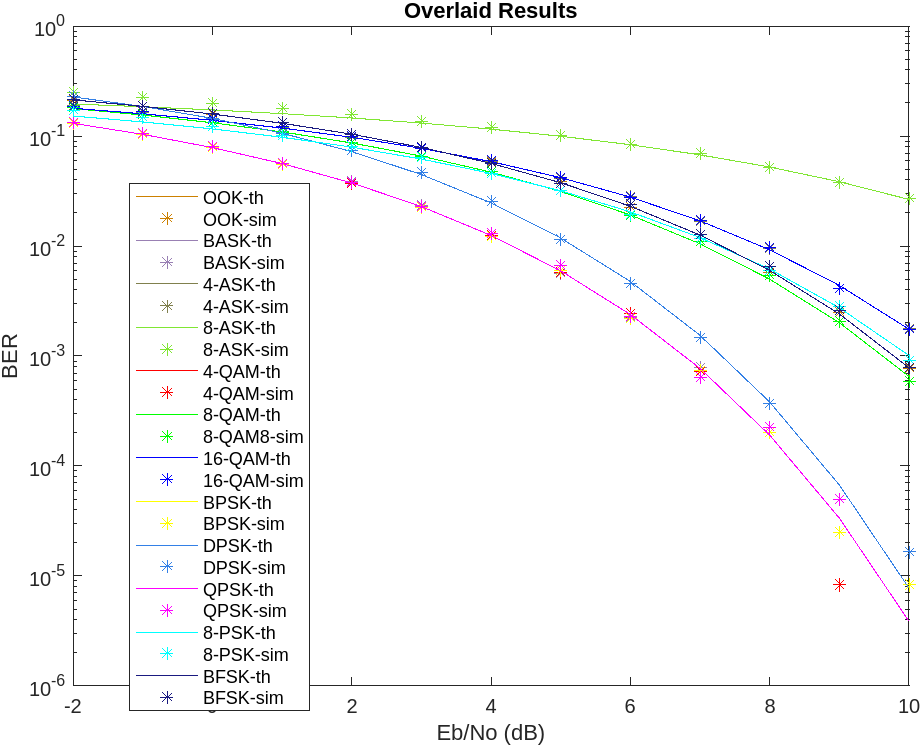 Overlaid Results
10^0
10^-1
10^-2
10^-3
10^-4
10^-5
10^-6
BER
OOK-th
OOK-sim
BASK-th
BASK-sim
4-ASK-th
4-ASK-sim
8-ASK-th
8-ASK-sim
4-QAM-th
4-QAM-sim
8-QAM-th
8-QAM8-sim
16-QAM-th
16-QAM-sim
BPSK-th
BPSK-sim
DPSK-th
DPSK-sim
QPSK-th
QPSK-sim
8-PSK-th
8-PSK-sim
BFSK-th
BFSK-sim
-2 2 4 6 8 10
Eb/No (dB)